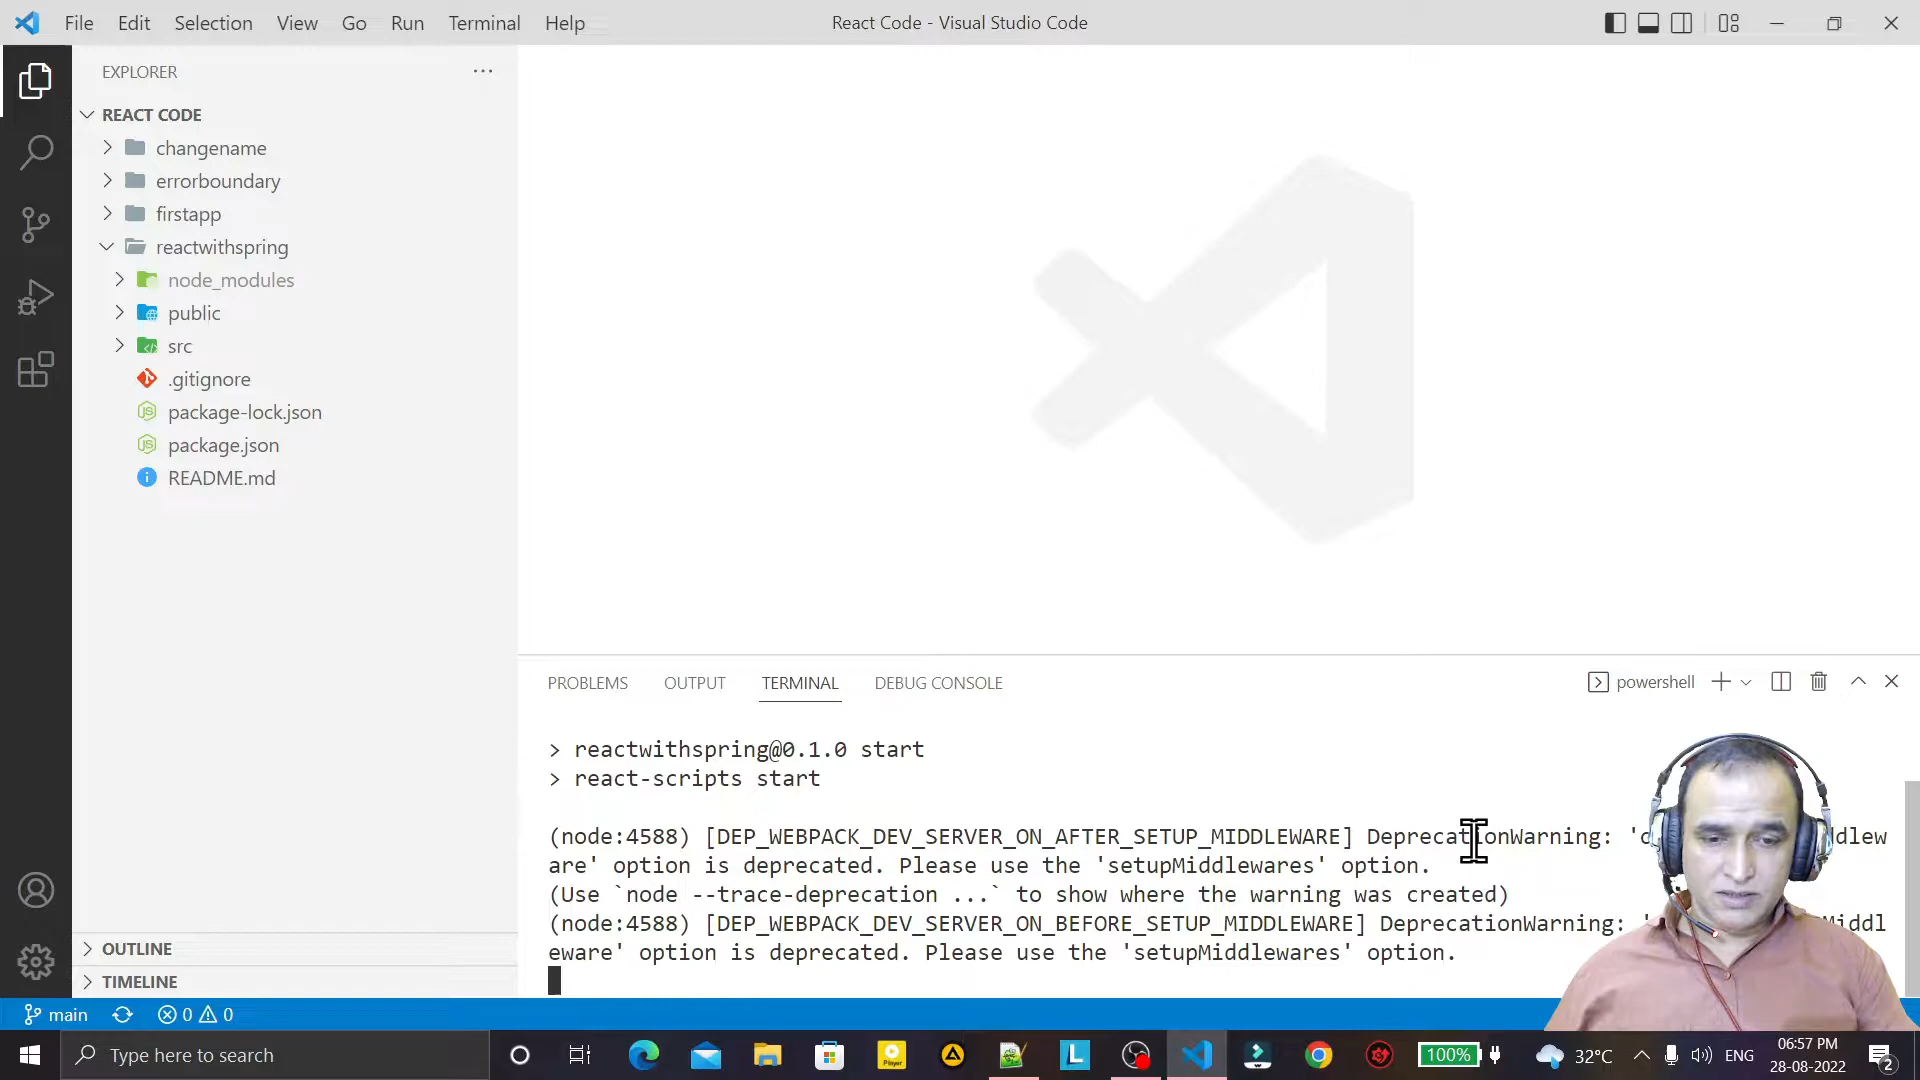 File Edit Selection View Go Run Terminal Help
React Code - Visual Studio Code
EXPLORER
REACT CODE
changename
errorboundary
firstapp
reactwithspring
node_modules
public
src
.gitignore
package-lock.json
package.json
README.md
OUTLINE
TIMELINE
PROBLEMS OUTPUT TERMINAL DEBUG CONSOLE
powershell
> reactwithspring@0.1.0 start
> react-scripts start
(node:4588) [DEP_WEBPACK_DEV_SERVER_ON_AFTER_SETUP_MIDDLEWARE] DeprecationWarning:
are' option is deprecated. Please use the 'setupMiddlewares' option.
(Use `node --trace-deprecation ...` to show where the warning was created)
(node:4588) [DEP_WEBPACK_DEV_SERVER_ON_BEFORE_SETUP_MIDDLEWARE] DeprecationWarning:
eware' option is deprecated. Please use the 'setupMiddlewares' option.
main 0 0
Type here to search
100%
32°C
ENG
06:57 PM
28-08-2022
2